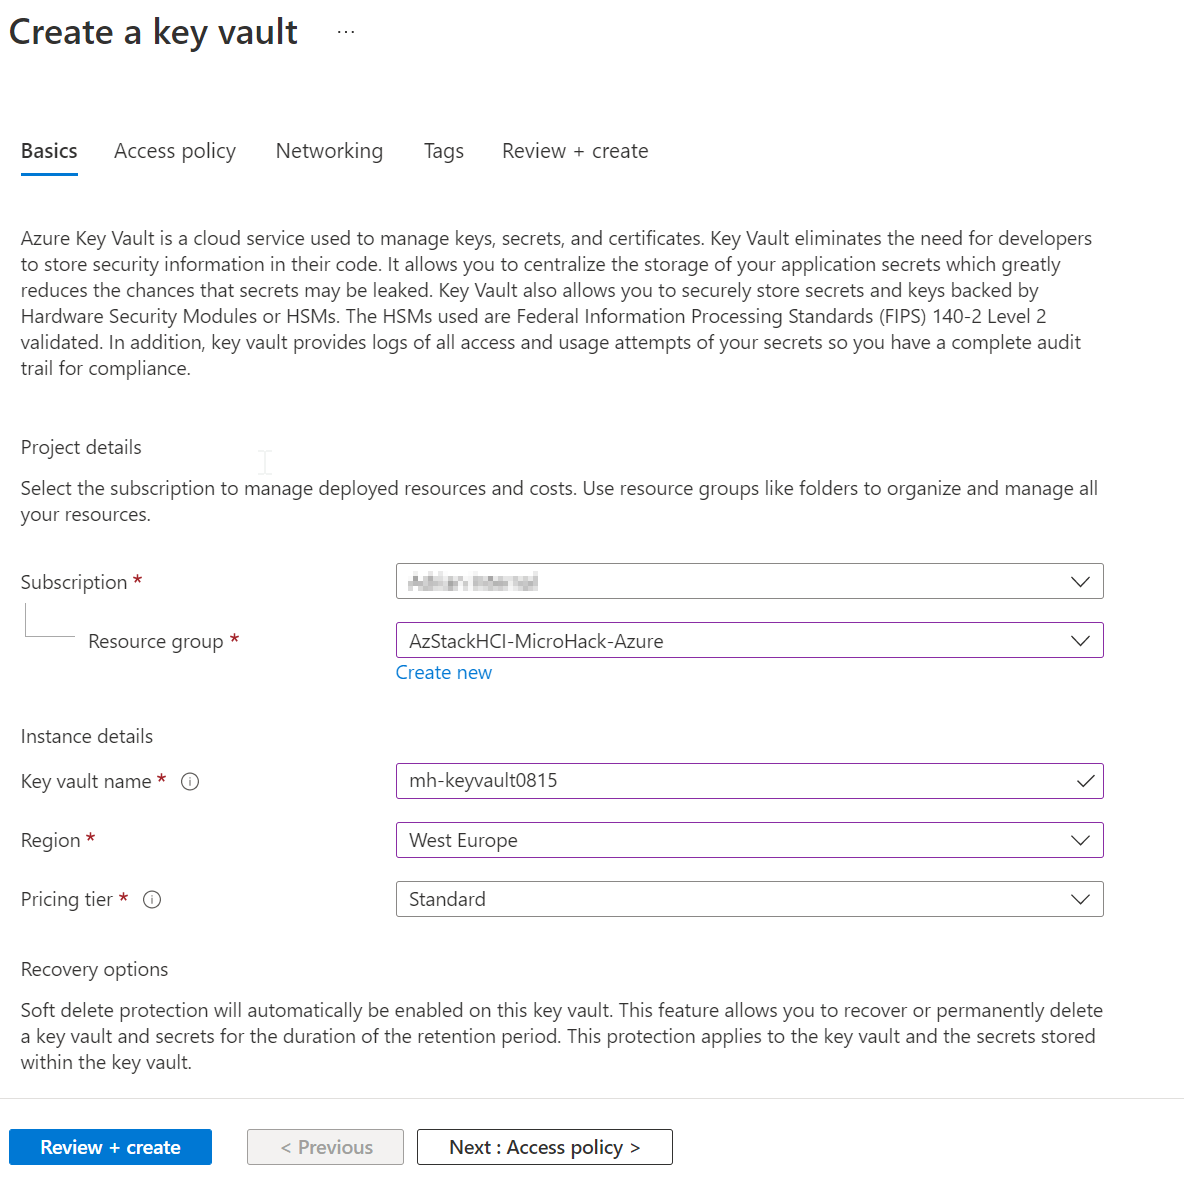 Create a key vault ...
Basics Access policy Networking Tags Review + create
Azure Key Vault is a cloud service used to manage keys, secrets, and certificates. Key Vault eliminates the need for developers
to store security information in their code. It allows you to centralize the storage of your application secrets which greatly
reduces the chances that secrets may be leaked. Key Vault also allows you to securely store secrets and keys backed by
Hardware Security Modules or HSMs. The HSMs used are Federal Information Processing Standards (FIPS) 140-2 Level 2
validated. In addition, key vault provides logs of all access and usage attempts of your secrets so you have a complete audit
trail for compliance.
Project details
Select the subscription to manage deployed resources and costs. Use resource groups like folders to organize and manage all
your resources.
Subscription *
Resource group * AzStackHCI-MicroHack-Azure
Create new
Instance details
Key vault name * mh-keyvault0815
Region * West Europe
Pricing tier * Standard
Recovery options
Soft delete protection will automatically be enabled on this key vault. This feature allows you to recover or permanently delete
a key vault and secrets for the duration of the retention period. This protection applies to the key vault and the secrets stored
within the key vault.
Review + create < Previous Next : Access policy >